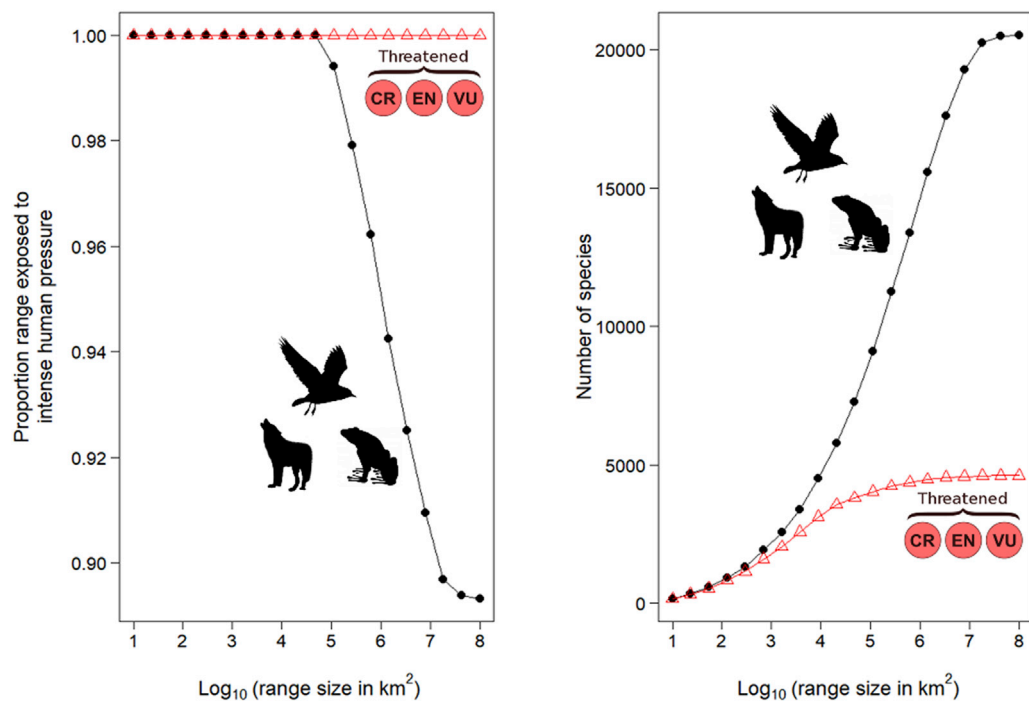 Proportion range exposed to
intense human pressure
1.00
0.98
0.96
0.94
0.92
0.90
Threatened
CR EN VU
1 2 3 4 5 6 7 8
Log₁₀ (range size in km²)
Number of species
20000
15000
10000
5000
0
Threatened
CR EN VU
1 2 3 4 5 6 7 8
Log₁₀ (range size in km²)